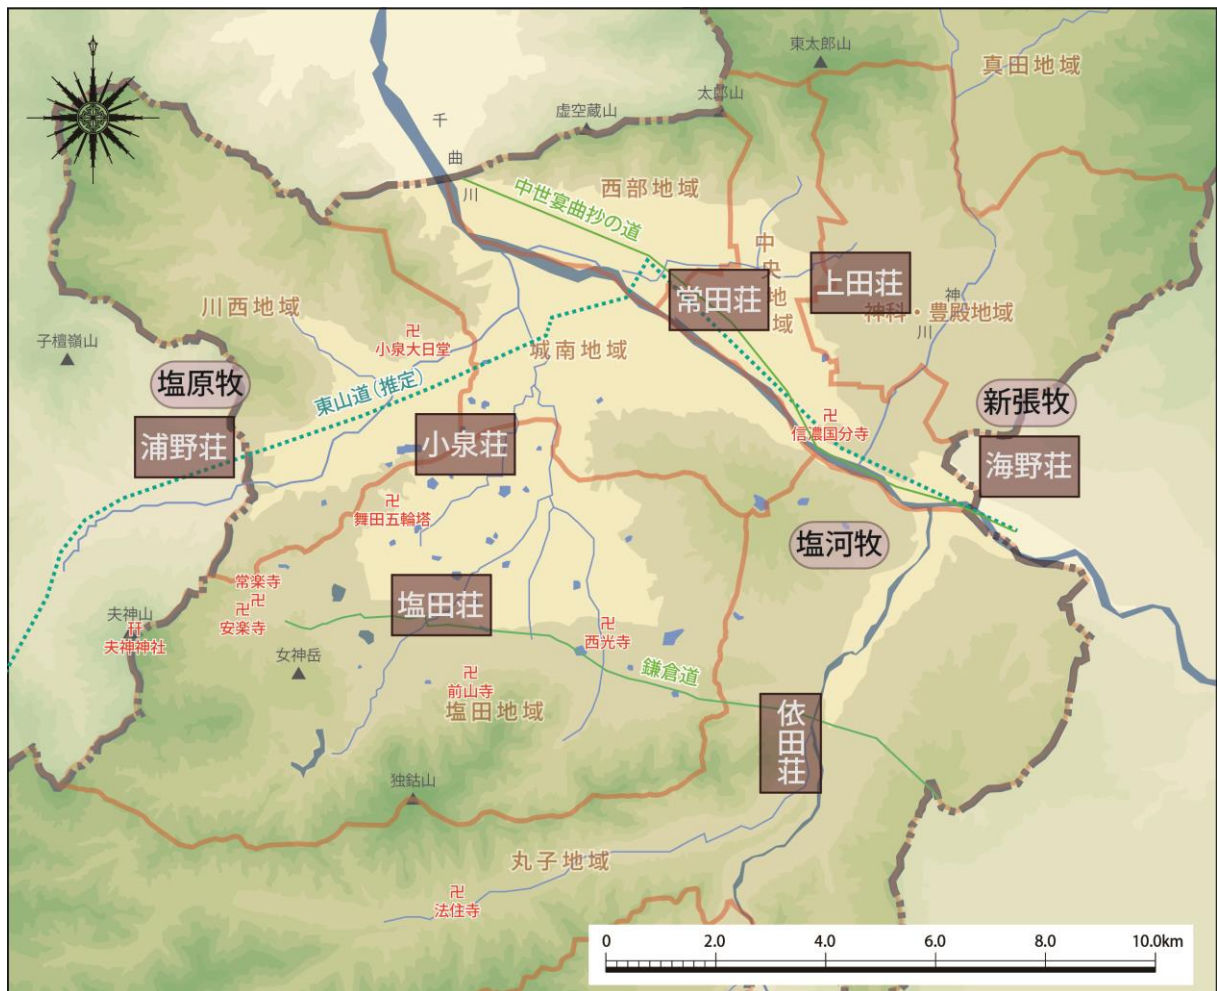 東太郎山
真田地域
太郎山
虚空蔵山
千曲川
中世宴曲抄の道
西部地域
中央地域
上田荘
常田荘
神科・豊殿地域
神川
川西地域
子檀嶺山
卍
小泉大日堂
城南地域
東山道(推定)
塩原牧
新張牧
浦野荘
小泉荘
卍
信濃国分寺
海野荘
卍
舞田五輪塔
塩河牧
常楽寺
卍
卍
安楽寺
塩田荘
夫神山
夫神神社
女神岳
卍
西光寺
鎌倉道
卍
前山寺
塩田地域
依田荘
独鈷山
丸子地域
卍
法住寺
0 2.0 4.0 6.0 8.0 10.0km